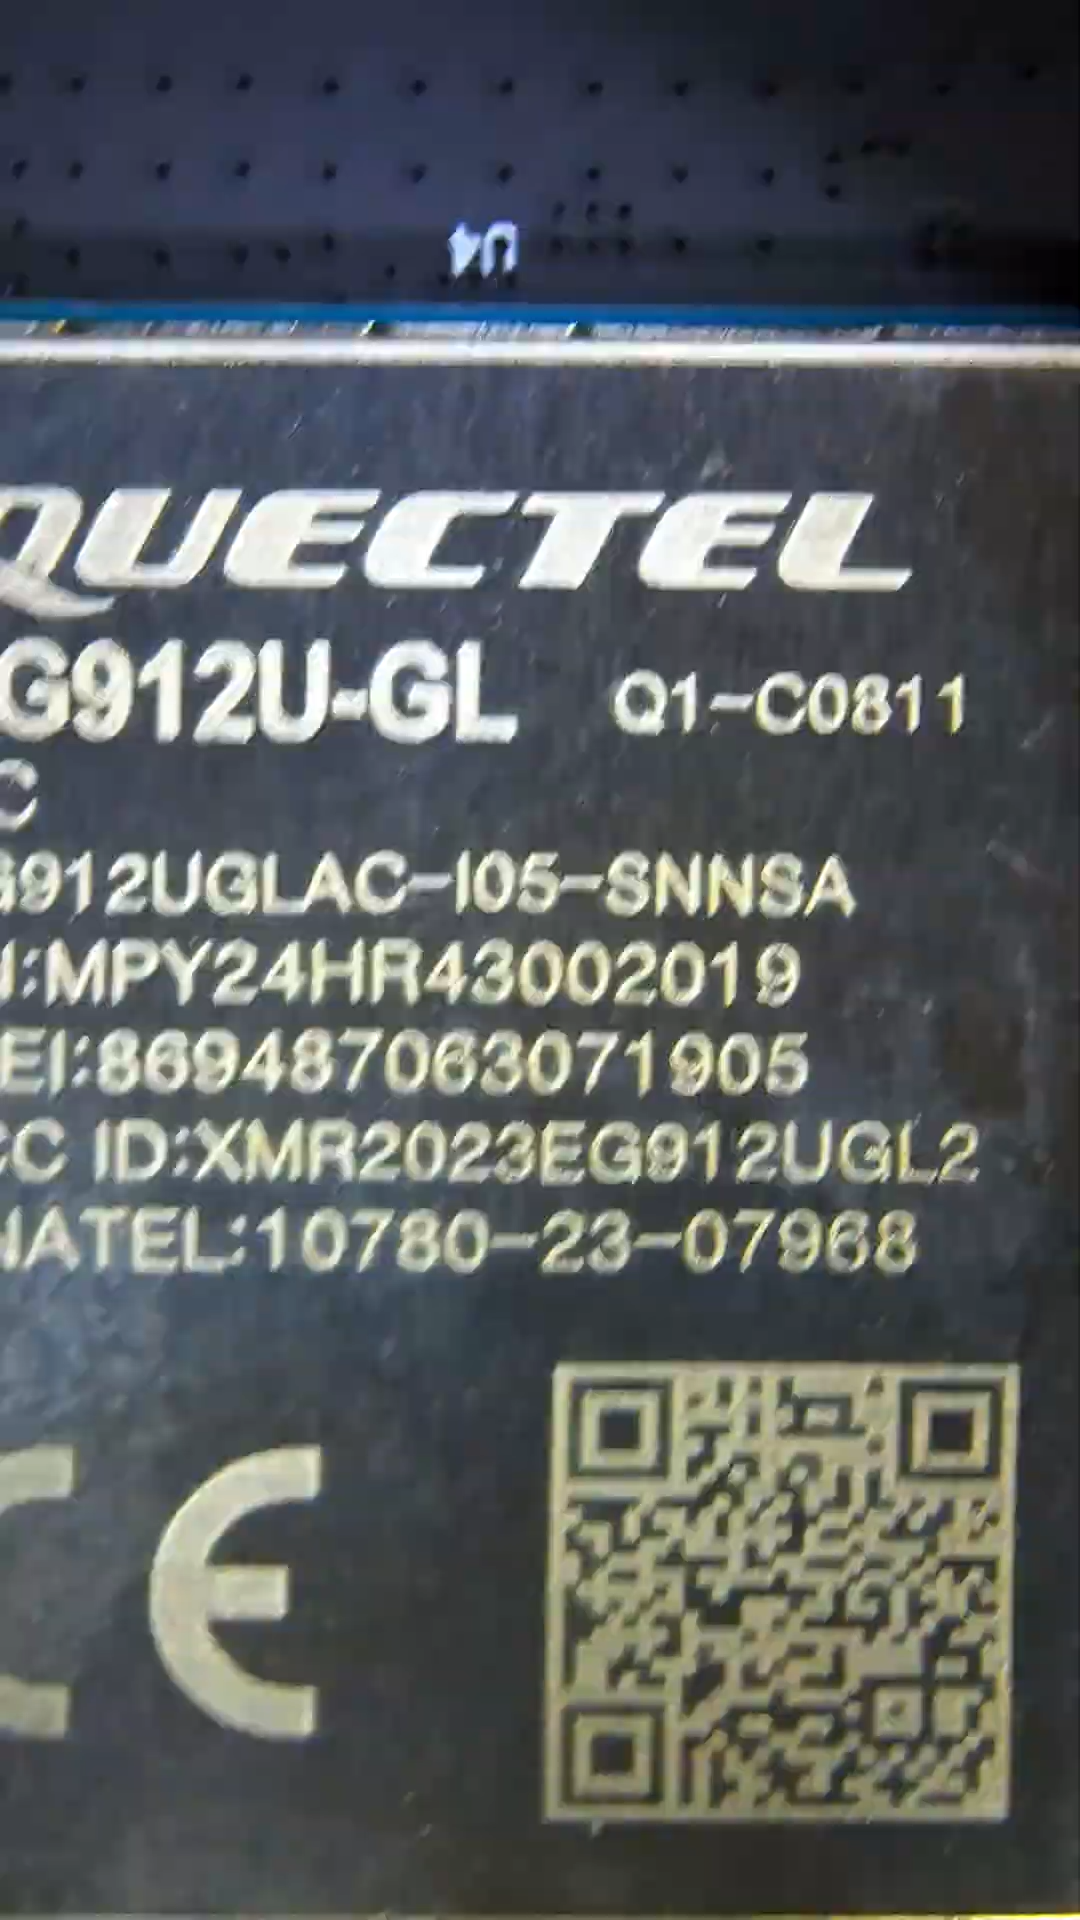 U4
QUECTEL
G912U-GL Q1-C0811
C
G912UGLAC-I05-SNNSA
N:MPY24HR43002019
EI:869487063071905
CC ID:XMR2023EG912UGL2
NATEL:10780-23-07968
CE